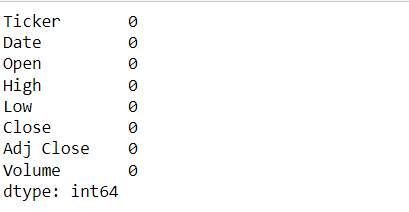 Ticker       0
Date         0
Open         0
High         0
Low          0
Close        0
Adj Close    0
Volume       0
dtype: int64